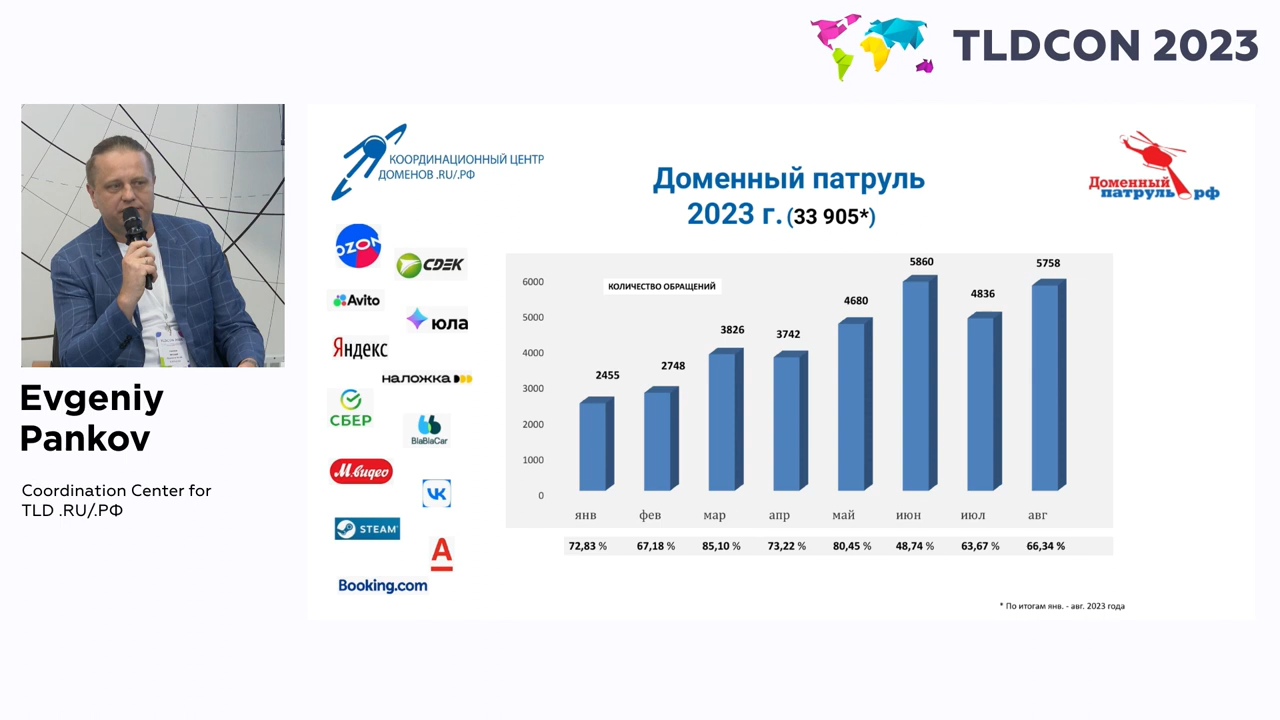 TLDCON 2023
КООРДИНАЦИОННЫЙ ЦЕНТР
ДОМЕНОВ .RU/.РФ
Доменный патруль
2023 г. (33 905*)
Доменный
патруль.рф
OZON
CDEK
Avito
юла
Яндекс
наложка
СБЕР
BlaBlaCar
М.видео
VK
STEAM
А
Booking.com
КОЛИЧЕСТВО ОБРАЩЕНИЙ
6000
5000
4000
3000
2000
1000
0
2455
2748
3826
3742
4680
5860
4836
5758
янв фев мар апр май июн июл авг
72,83 % 67,18 % 85,10 % 73,22 % 80,45 % 48,74 % 63,67 % 66,34 %
* По итогам янв. - авг. 2023 года
Evgeniy
Pankov
Coordination Center for
TLD .RU/.РФ